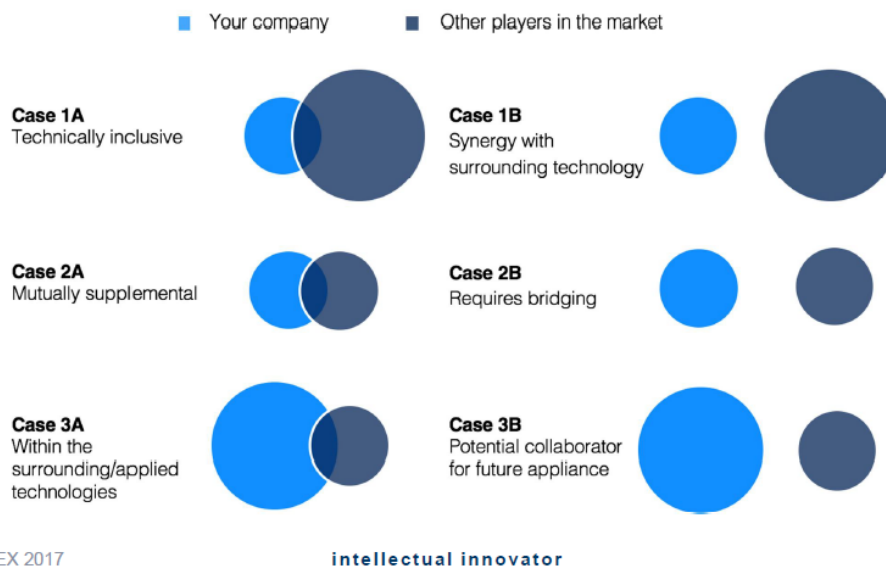 Your company
Other players in the market
Case 1A
Technically inclusive
Case 1B
Synergy with
surrounding technology
Case 2A
Mutually supplemental
Case 2B
Requires bridging
Case 3A
Within the
surrounding/applied
technologies
Case 3B
Potential collaborator
for future appliance
EX 2017
intellectual innovator